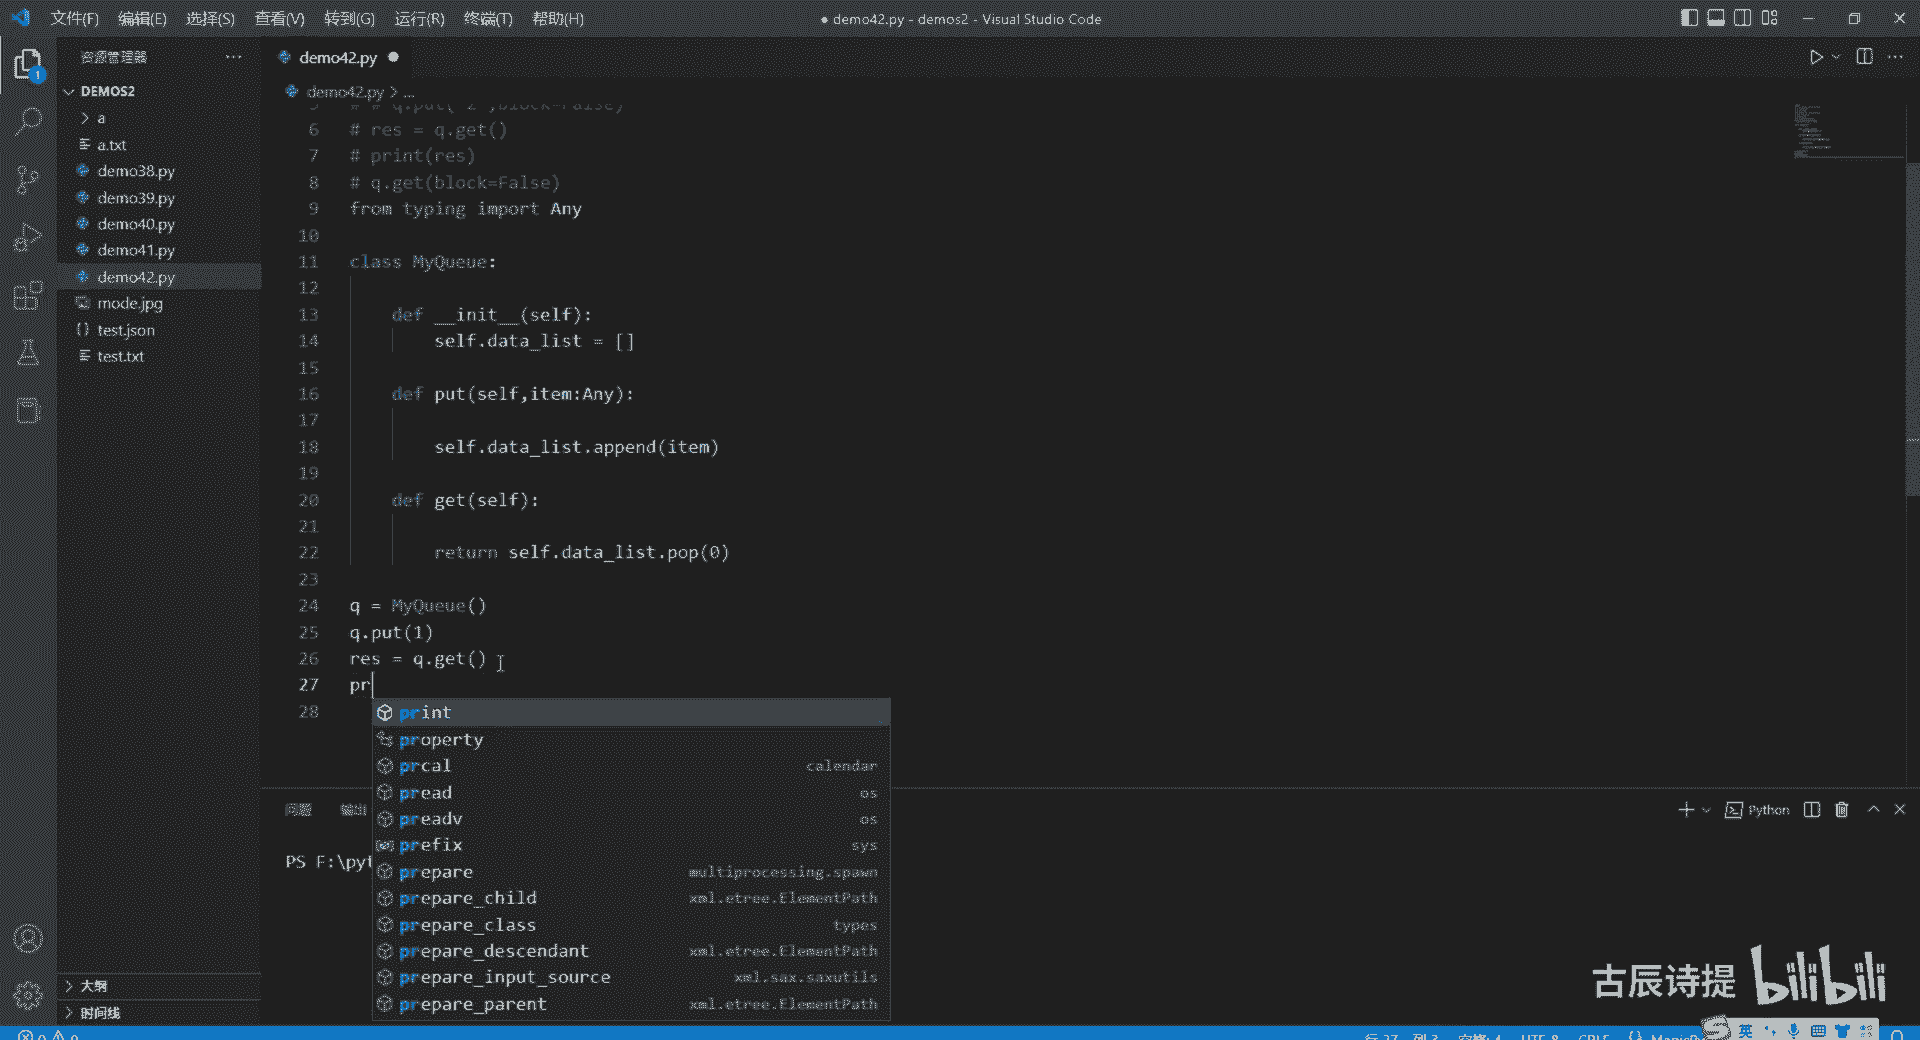 文件(F) 编辑(E) 选择(S) 查看(V) 转到(G) 运行(R) 终端(T) 帮助(H) ● demo42.py - demos2 - Visual Studio Code
资源管理器 ··· demo42.py ●
DEMOS2 demo42.py > ...
1
a
a.txt
demo38.py
demo39.py
demo40.py
demo41.py
demo42.py
mode.jpg
test.json
test.txt
5 # # q.put('2',block=False)
6 # res = q.get()
7 # print(res)
8 # q.get(block=False)
9 from typing import Any
10
11 class MyQueue:
12
13 def __init__(self):
14 self.data_list = []
15
16 def put(self,item:Any):
17
18 self.data_list.append(item)
19
20 def get(self):
21
22 return self.data_list.pop(0)
23
24 q = MyQueue()
25 q.put(1)
26 res = q.get()
27 pr
28
print
property
prcal calendar
pread os
preadv os
prefix sys
prepare multiprocessing.spawn
prepare_child xml.etree.ElementPath
prepare_class types
prepare_descendant xml.etree.ElementPath
prepare_input_source xml.sax.saxutils
prepare_parent xml.etree.ElementPath
问题 输出 Python
PS F:\pyt
大纲
时间线
古辰诗提 bilibili
英
行 27, 列 3 空格: 4 UTF-8 CRLF